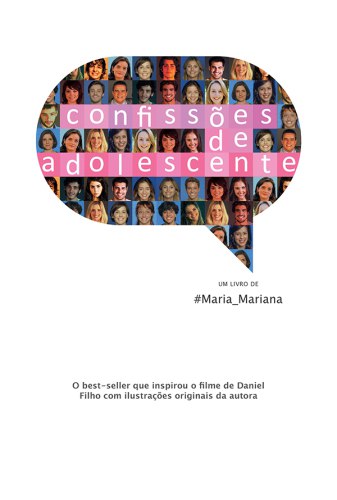 confissões
de
adolescente
UM LIVRO DE
#Maria_Mariana
O best-seller que inspirou o filme de Daniel
Filho com ilustrações originais da autora